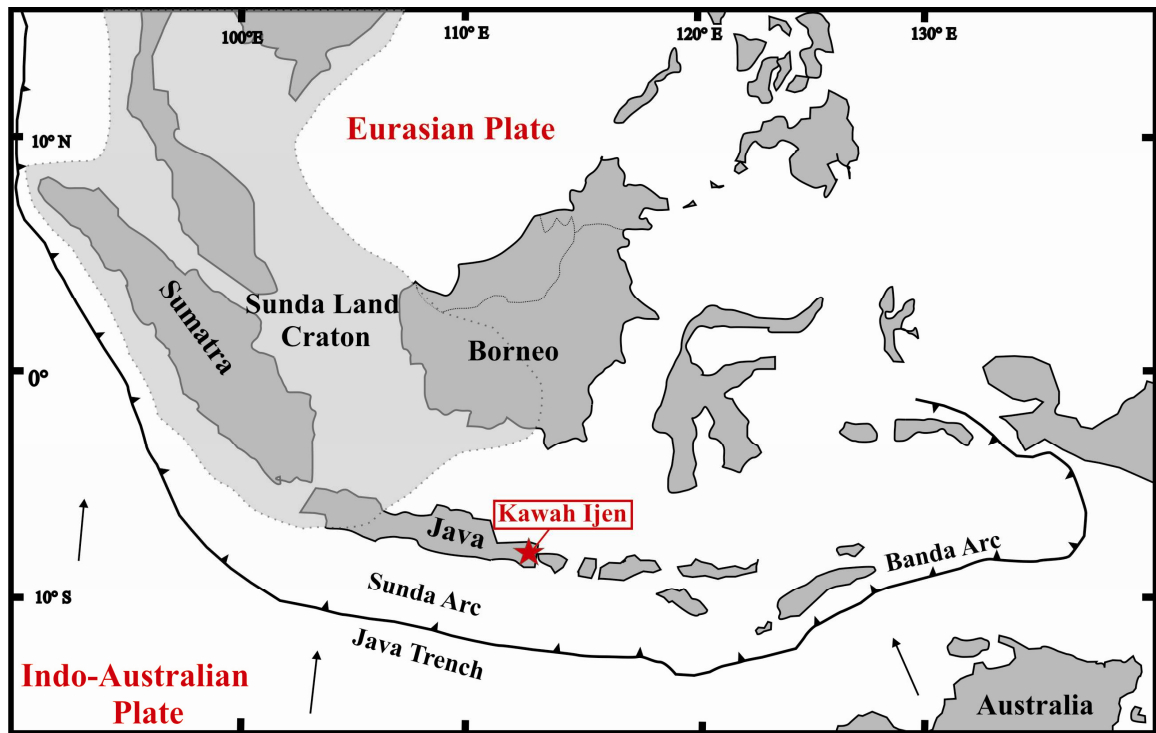 100° E
110° E
120° E
130° E
10° N
Eurasian Plate
Sunda Land
Craton
Sumatra
Borneo
0°
Kawah Ijen
Java
Banda Arc
Sunda Arc
10° S
Java Trench
Indo-Australian
Plate
Australia